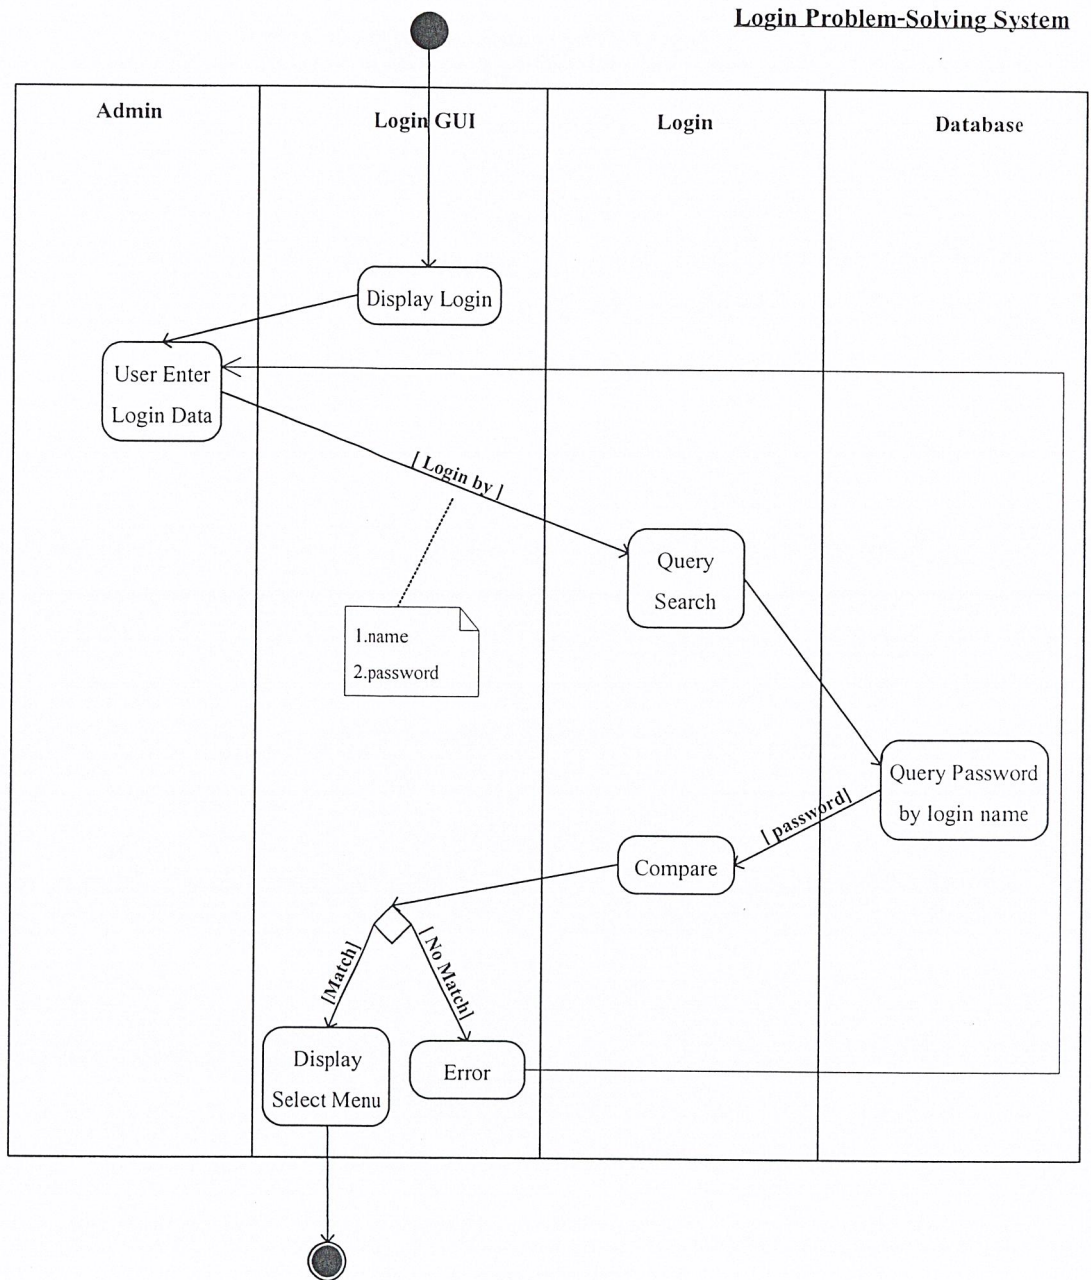 Login Problem-Solving System
Admin
Login GUI
Login
Database
Display Login
User Enter
Login Data
[ Login by ]
Query
Search
1.name
2.password
Query Password
by login name
[ password]
Compare
[Match]
[ No Match]
Display
Select Menu
Error